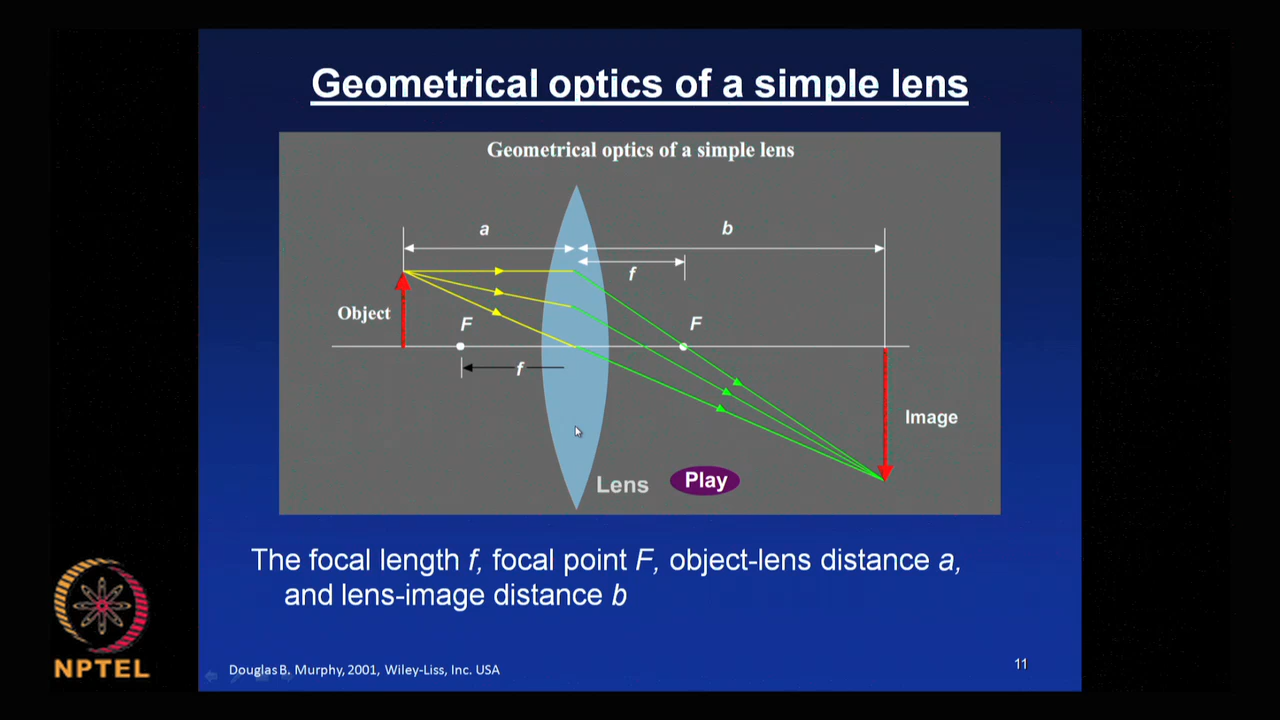 Geometrical optics of a simple lens
Geometrical optics of a simple lens
a
b
f
Object
F
F
f
Image
Lens
Play
The focal length f, focal point F, object-lens distance a,
and lens-image distance b
NPTEL
Douglas B. Murphy, 2001, Wiley-Liss, Inc. USA
11